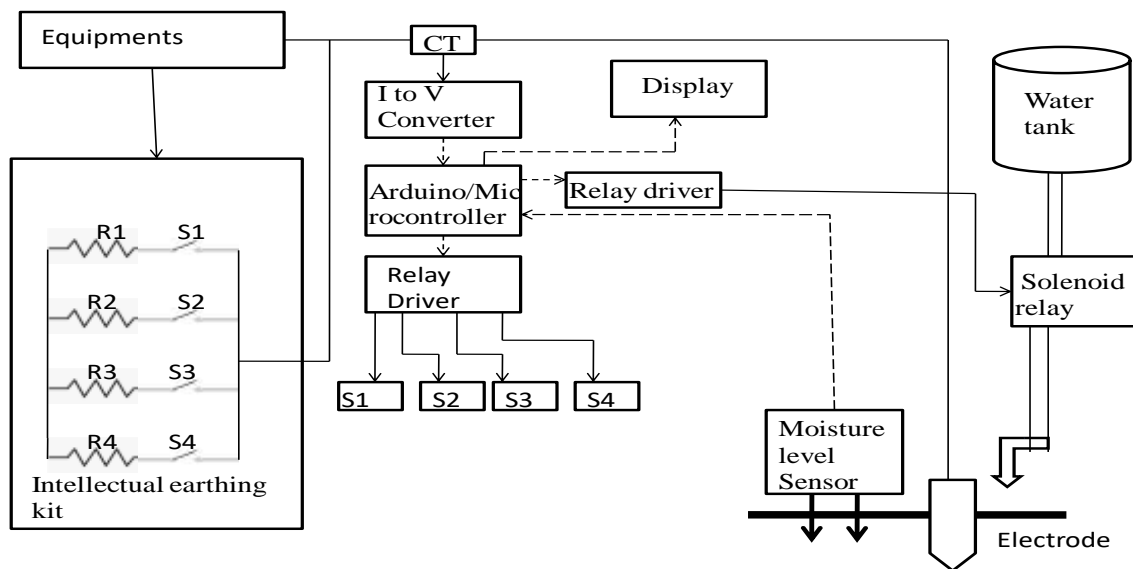 Equipments
CT
I to V
Converter
Display
Water
tank
Arduino/Mic
rocontroller
Relay driver
R1 S1
R2 S2
R3 S3
R4 S4
Intellectual earthing
kit
Relay
Driver
S1 S2 S3 S4
Solenoid
relay
Moisture
level
Sensor
Electrode